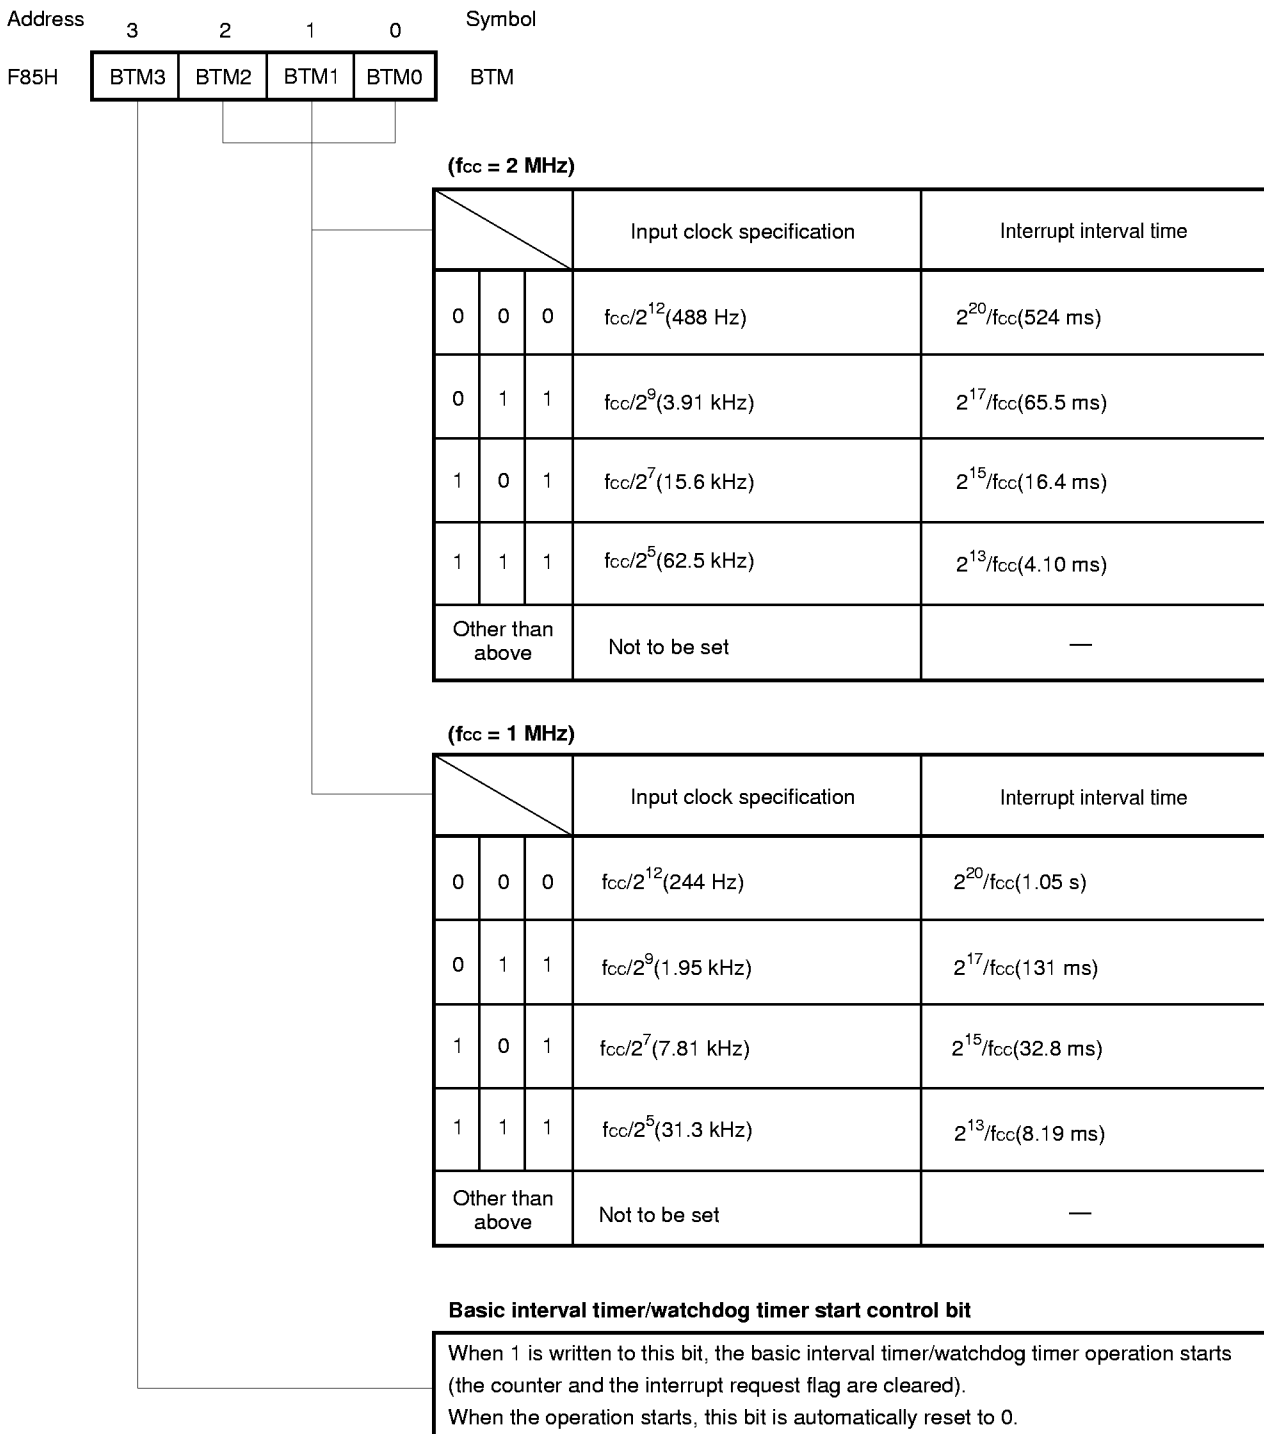 Address 3 2 1 0 Symbol
F85H BTM3 BTM2 BTM1 BTM0 BTM
(fcc = 2 MHz)
Input clock specification Interrupt interval time
0 0 0 fcc/2^12(488 Hz) 2^20/fcc(524 ms)
0 1 1 fcc/2^9(3.91 kHz) 2^17/fcc(65.5 ms)
1 0 1 fcc/2^7(15.6 kHz) 2^15/fcc(16.4 ms)
1 1 1 fcc/2^5(62.5 kHz) 2^13/fcc(4.10 ms)
Other than
above Not to be set —
(fcc = 1 MHz)
Input clock specification Interrupt interval time
0 0 0 fcc/2^12(244 Hz) 2^20/fcc(1.05 s)
0 1 1 fcc/2^9(1.95 kHz) 2^17/fcc(131 ms)
1 0 1 fcc/2^7(7.81 kHz) 2^15/fcc(32.8 ms)
1 1 1 fcc/2^5(31.3 kHz) 2^13/fcc(8.19 ms)
Other than
above Not to be set —
Basic interval timer/watchdog timer start control bit
When 1 is written to this bit, the basic interval timer/watchdog timer operation starts
(the counter and the interrupt request flag are cleared).
When the operation starts, this bit is automatically reset to 0.